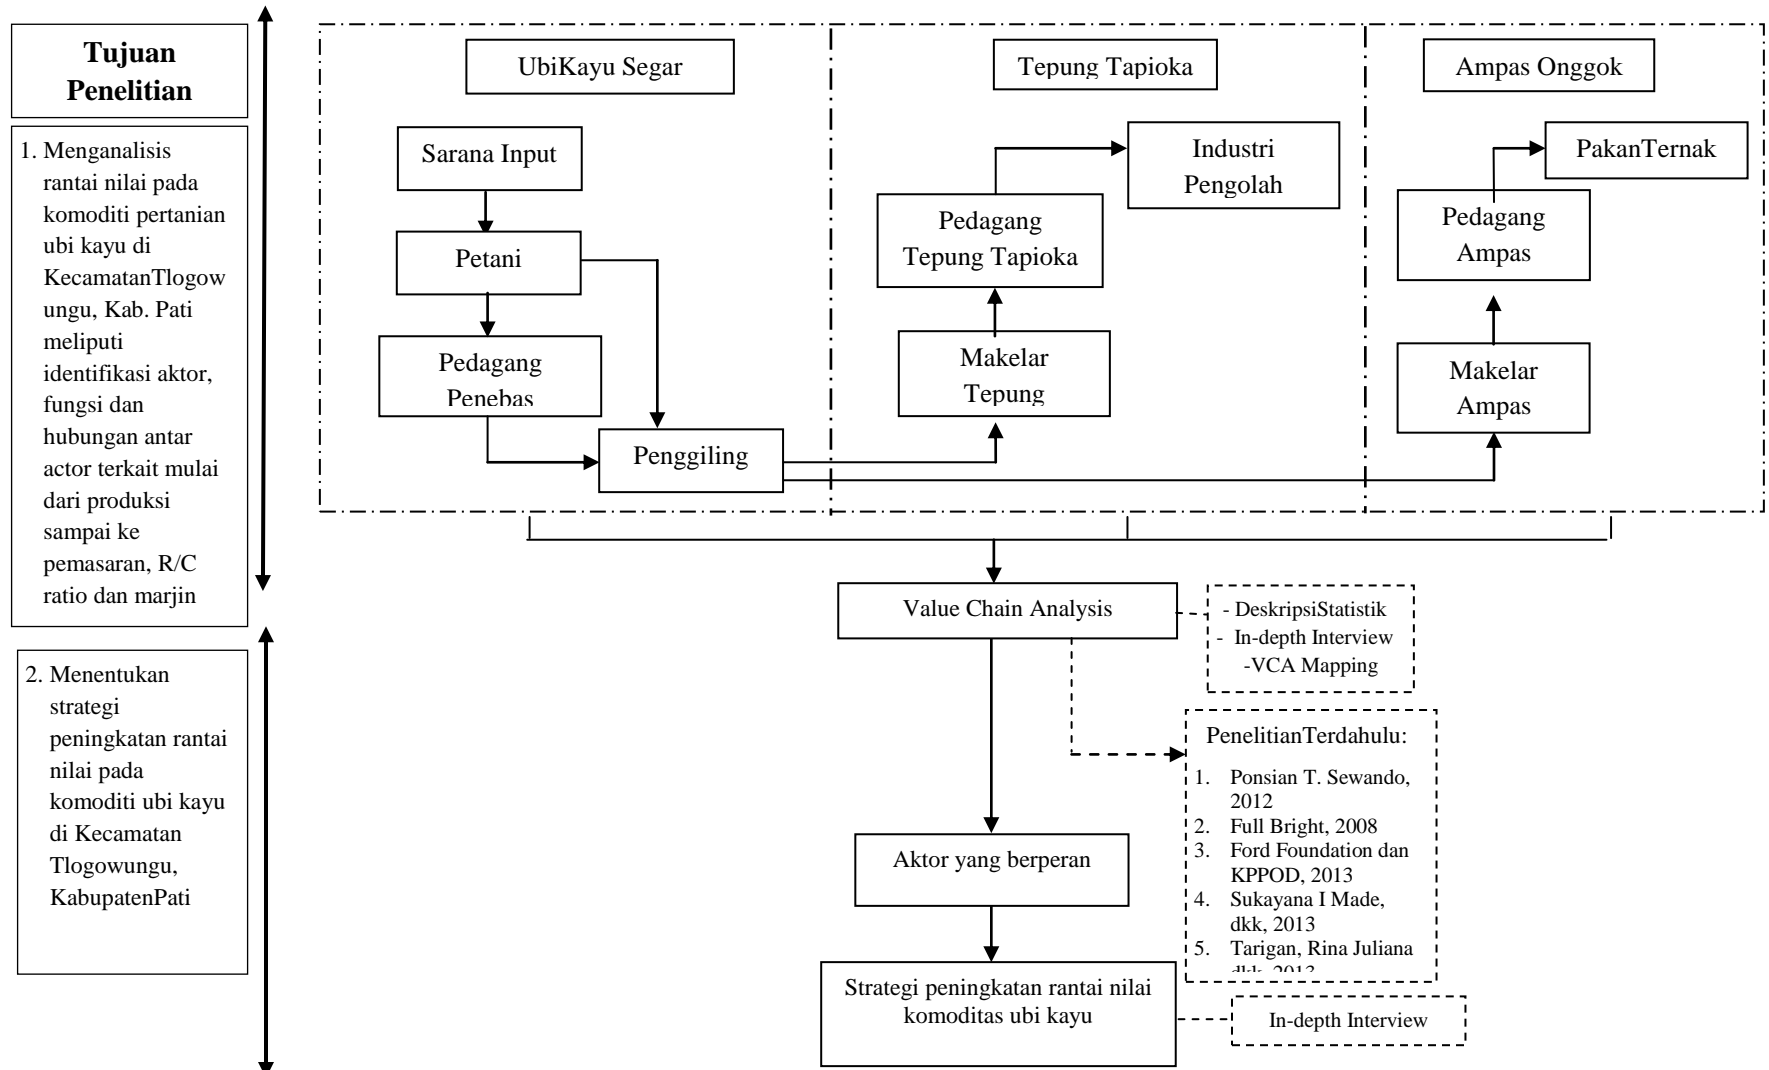 Tujuan
Penelitian
1. Menganalisis
rantai nilai pada
komoditi pertanian
ubi kayu di
KecamatanTlogow
ungu, Kab. Pati
meliputi
identifikasi aktor,
fungsi dan
hubungan antar
actor terkait mulai
dari produksi
sampai ke
pemasaran, R/C
ratio dan marjin
2. Menentukan
strategi
peningkatan rantai
nilai pada
komoditi ubi kayu
di Kecamatan
Tlogowungu,
KabupatenPati
UbiKayu Segar
Sarana Input
Petani
Pedagang
Penebas
Penggiling
Tepung Tapioka
Industri
Pengolah
Pedagang
Tepung Tapioka
Makelar
Tepung
Ampas Onggok
PakanTernak
Pedagang
Ampas
Makelar
Ampas
Value Chain Analysis
- DeskripsiStatistik
- In-depth Interview
-VCA Mapping
PenelitianTerdahulu:
1. Ponsian T. Sewando,
2012
2. Full Bright, 2008
3. Ford Foundation dan
KPPOD, 2013
4. Sukayana I Made,
dkk, 2013
5. Tarigan, Rina Juliana
dkk, 2013
Aktor yang berperan
Strategi peningkatan rantai nilai
komoditas ubi kayu
In-depth Interview